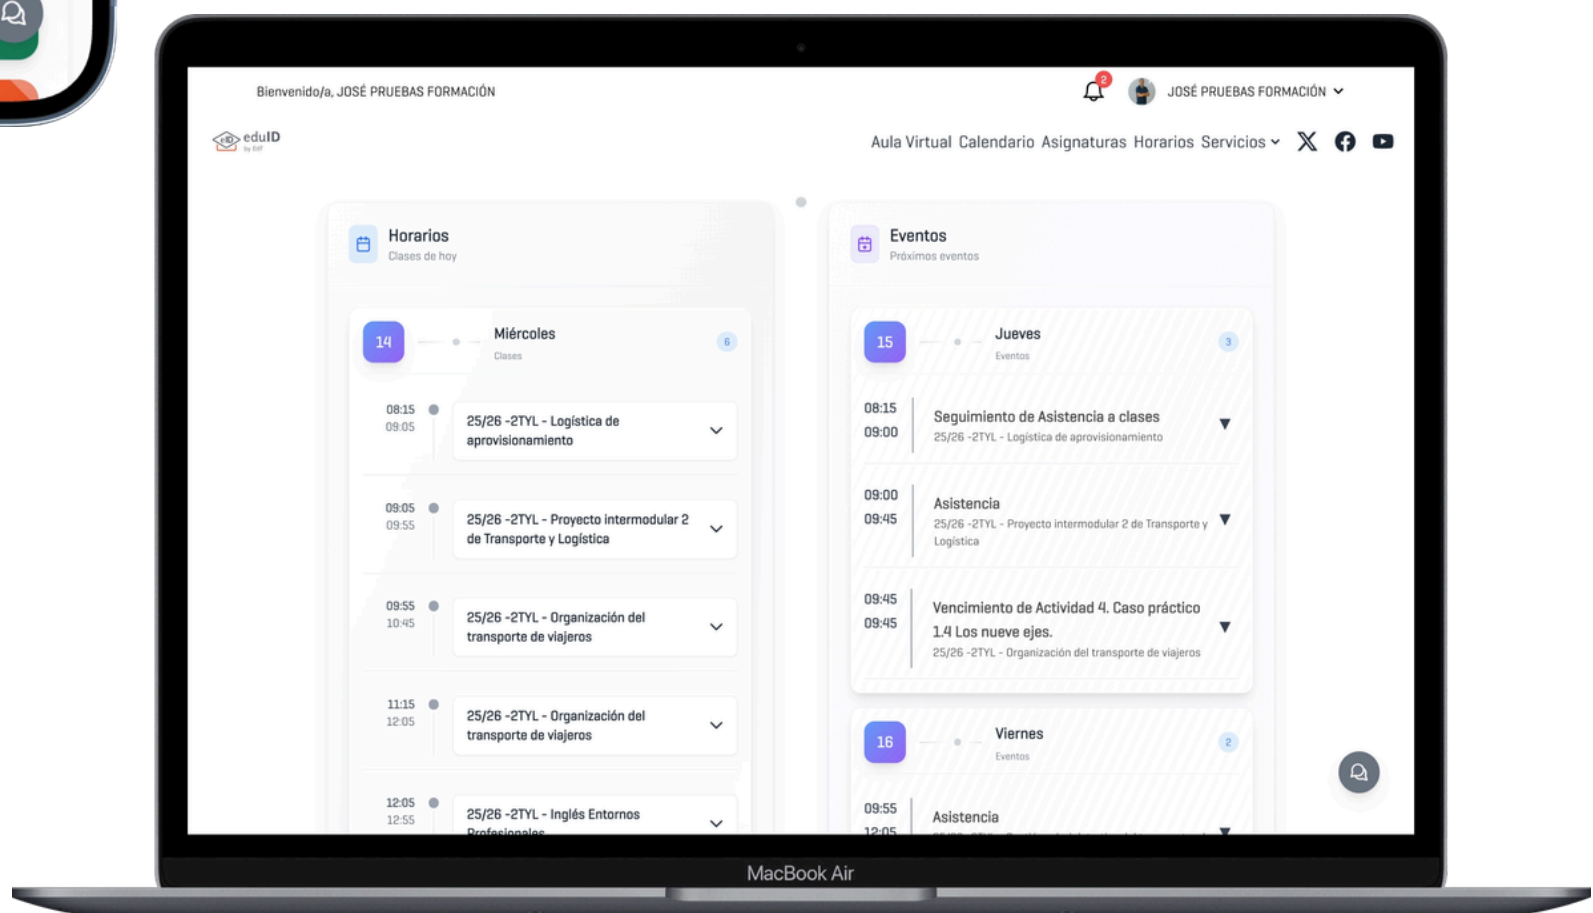 Bienvenido/a, JOSÉ PRUEBAS FORMACIÓN
2
JOSÉ PRUEBAS FORMACIÓN
eID
eduID
by Edf
Aula Virtual Calendario Asignaturas Horarios Servicios
Horarios
Clases de hoy
14
Miércoles
Clases
6
08:15
09:05
25/26 -2TYL - Logística de
aprovisionamiento
09:05
09:55
25/26 -2TYL - Proyecto intermodular 2
de Transporte y Logística
09:55
10:45
25/26 -2TYL - Organización del
transporte de viajeros
11:15
12:05
25/26 -2TYL - Organización del
transporte de viajeros
12:05
12:55
25/26 -2TYL - Inglés Entornos
Profesionales
Eventos
Próximos eventos
15
Jueves
Eventos
3
08:15
09:00
Seguimiento de Asistencia a clases
25/26 -2TYL - Logística de aprovisionamiento
09:00
09:45
Asistencia
25/26 -2TYL - Proyecto intermodular 2 de Transporte y
Logística
09:45
09:45
Vencimiento de Actividad 4. Caso práctico
1.4 Los nueve ejes.
25/26 -2TYL - Organización del transporte de viajeros
16
Viernes
Eventos
2
09:55
12:05
Asistencia
MacBook Air